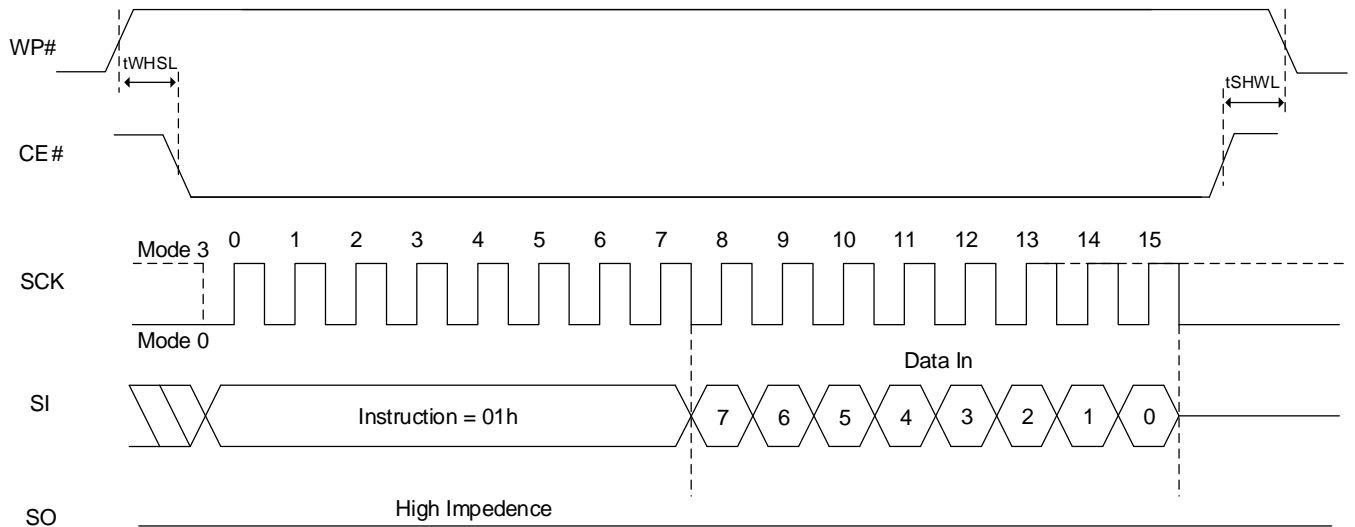 WP#
tWHSL
tSHWL
CE#
Mode 3
0 1 2 3 4 5 6 7 8 9 10 11 12 13 14 15
SCK
Mode 0
Data In
SI
Instruction = 01h
7 6 5 4 3 2 1 0
High Impedence
SO